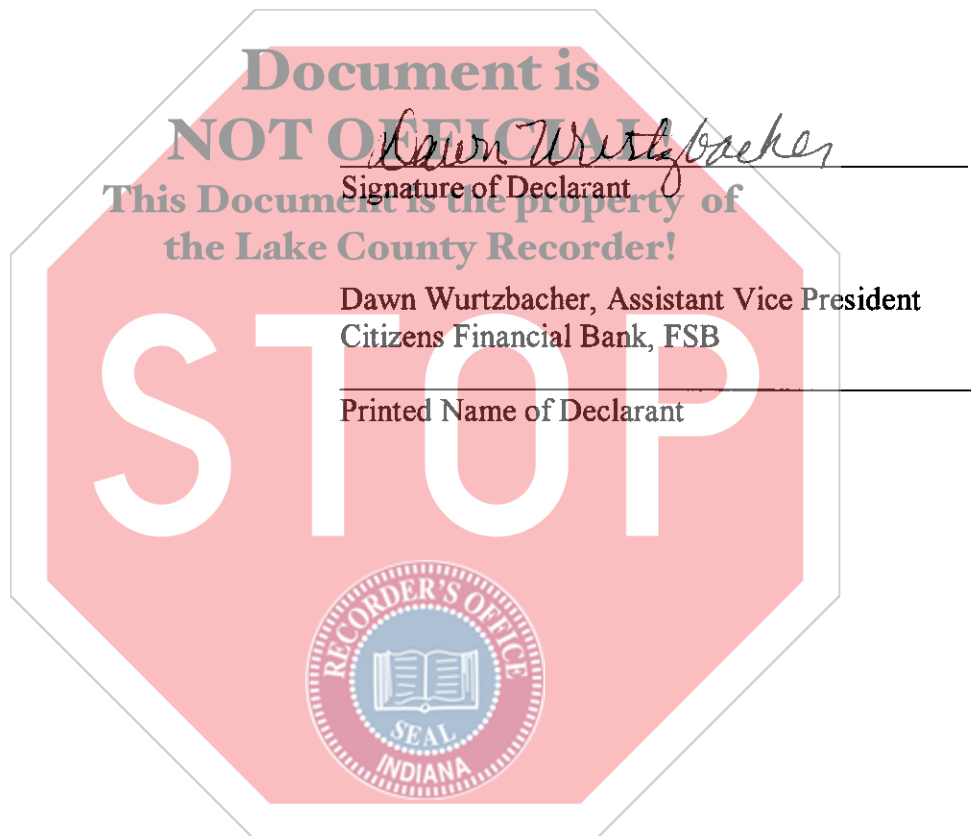 Document is
NOT OFFICIAL!
Dawn Wurtzbacher
Signature of Declarant
This Document is the property of
the Lake County Recorder!
Dawn Wurtzbacher, Assistant Vice President
Citizens Financial Bank, FSB
Printed Name of Declarant
STOP
RECORDER'S OFFICE
SEAL
INDIANA